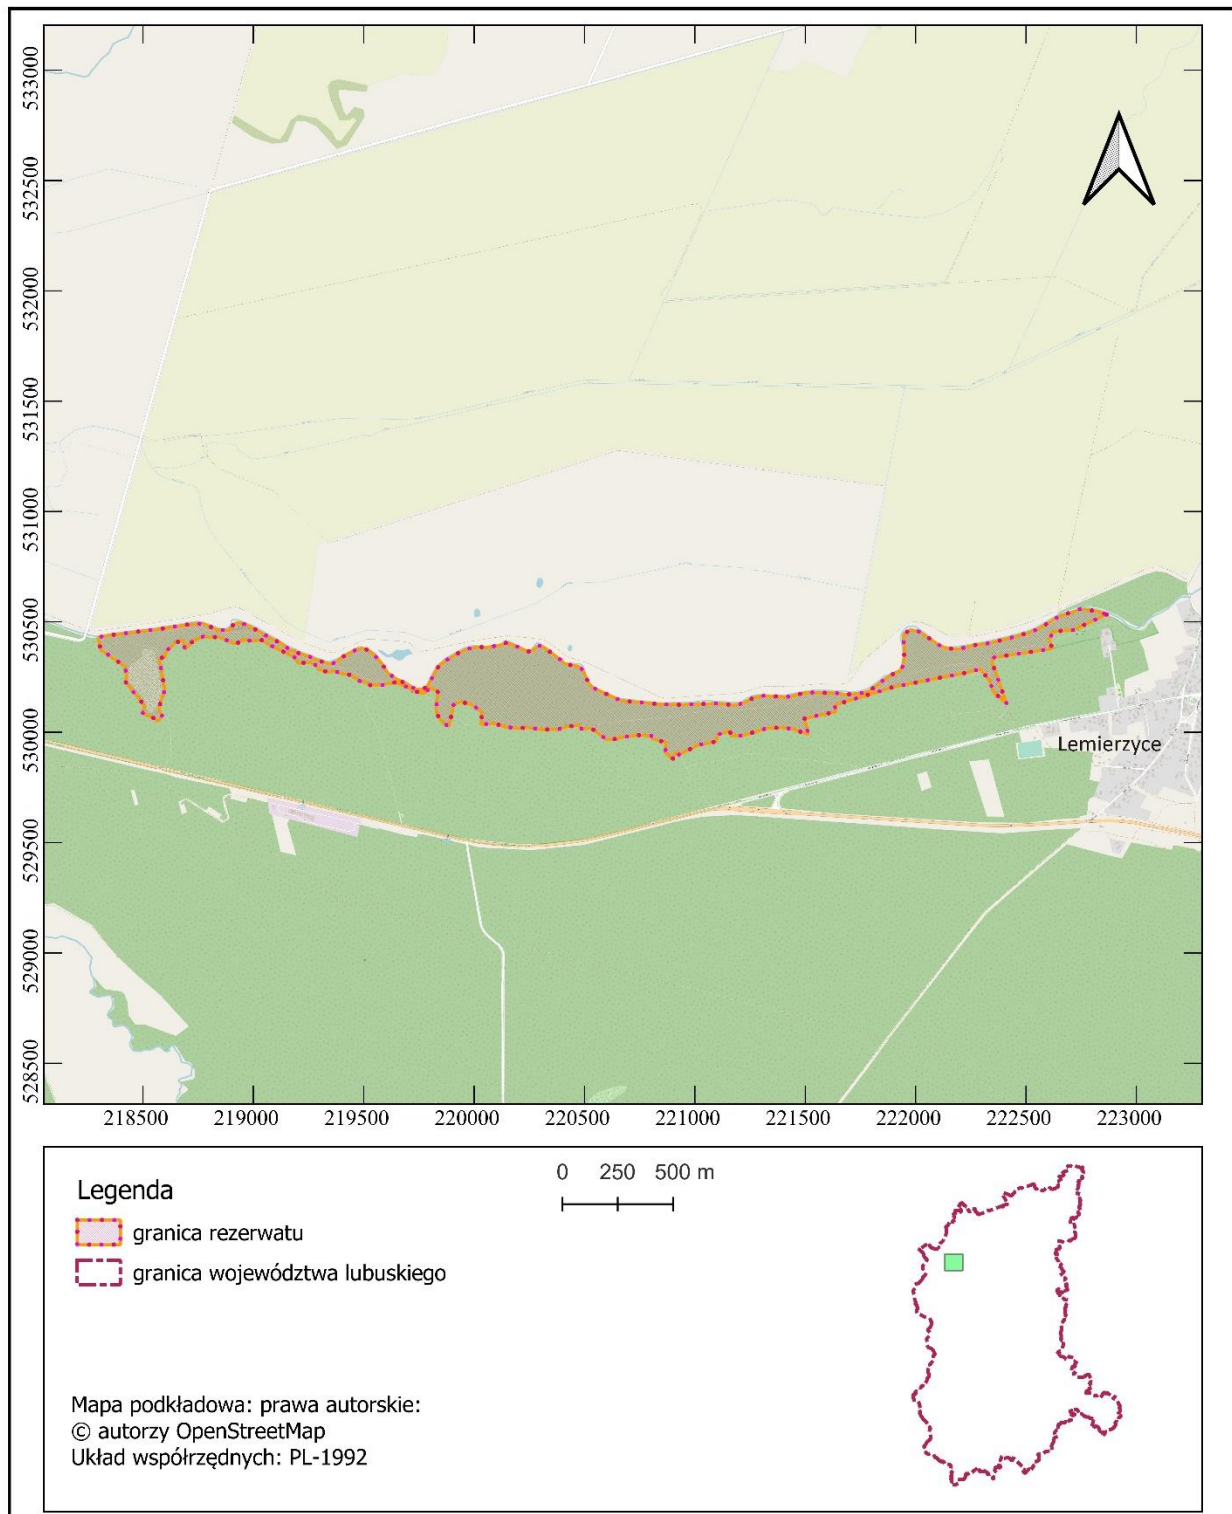 533000
532500
532000
531500
531000
530500
530000
529500
529000
528500
Lemierzyce
218500 219000 219500 220000 220500 221000 221500 222000 222500 223000
0 250 500 m
Legenda
granica rezerwatu
granica województwa lubuskiego
Mapa podkładowa: prawa autorskie:
© autorzy OpenStreetMap
Układ współrzędnych: PL-1992